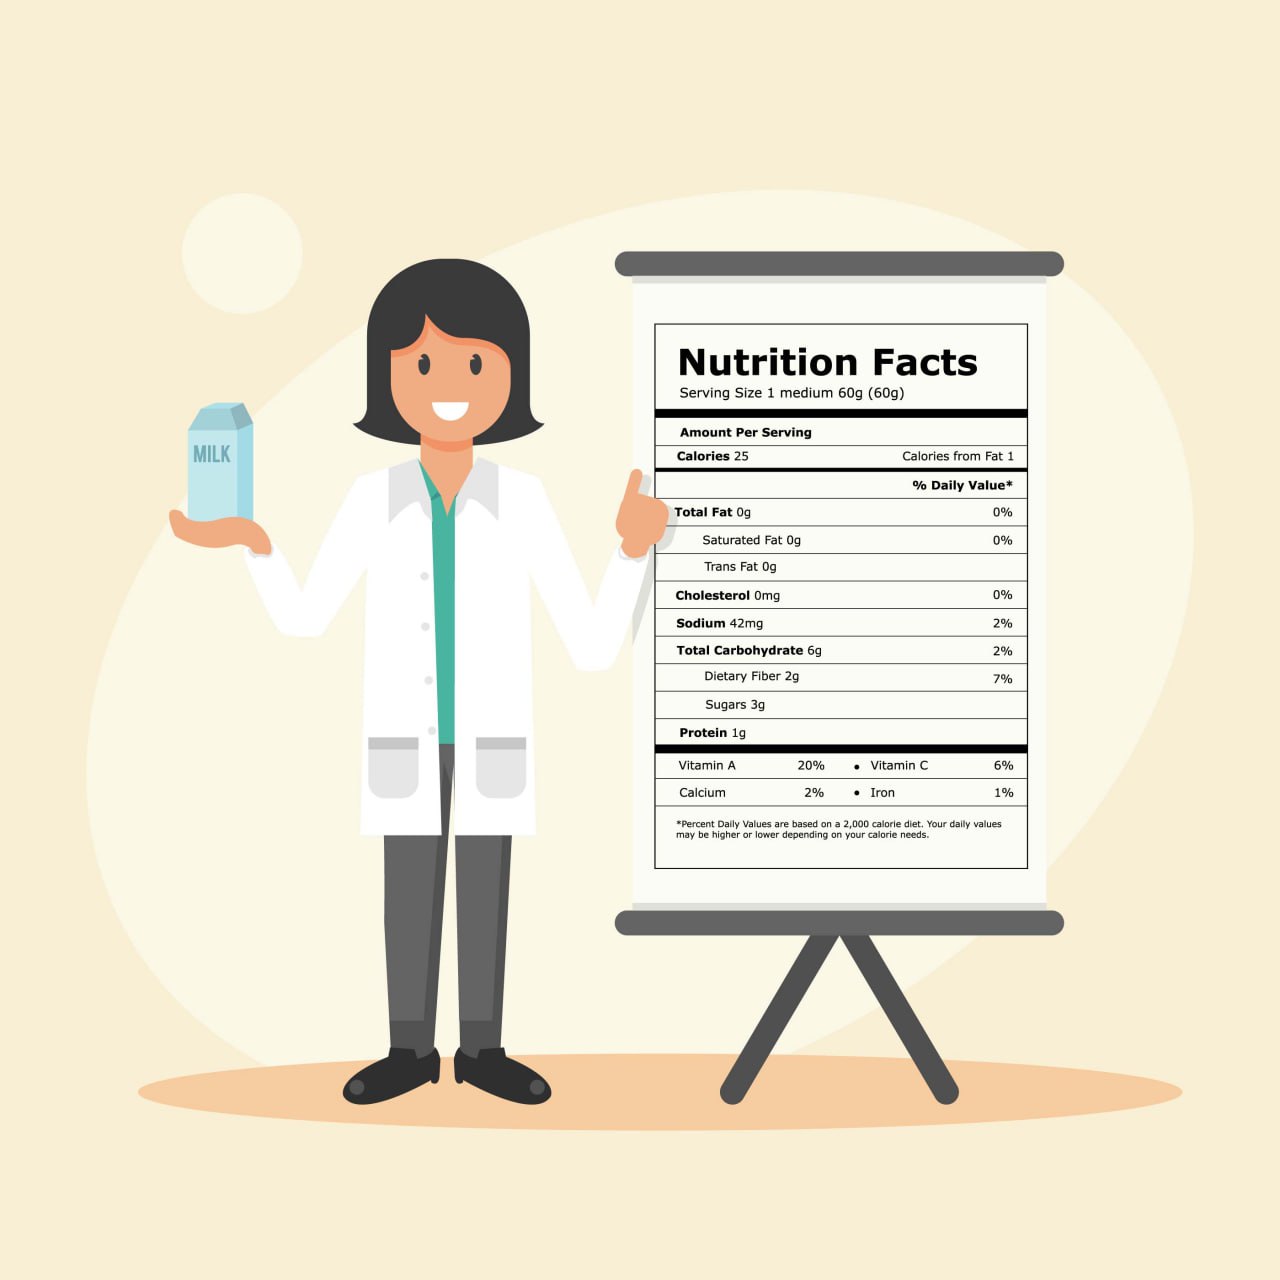 MILK
Nutrition Facts
Serving Size 1 medium 60g (60g)
Amount Per Serving
Calories 25 Calories from Fat 1
% Daily Value*
Total Fat 0g 0%
Saturated Fat 0g 0%
Trans Fat 0g
Cholesterol 0mg 0%
Sodium 42mg 2%
Total Carbohydrate 6g 2%
Dietary Fiber 2g 7%
Sugars 3g
Protein 1g
Vitamin A 20% • Vitamin C 6%
Calcium 2% • Iron 1%
*Percent Daily Values are based on a 2,000 calorie diet. Your daily values
may be higher or lower depending on your calorie needs.